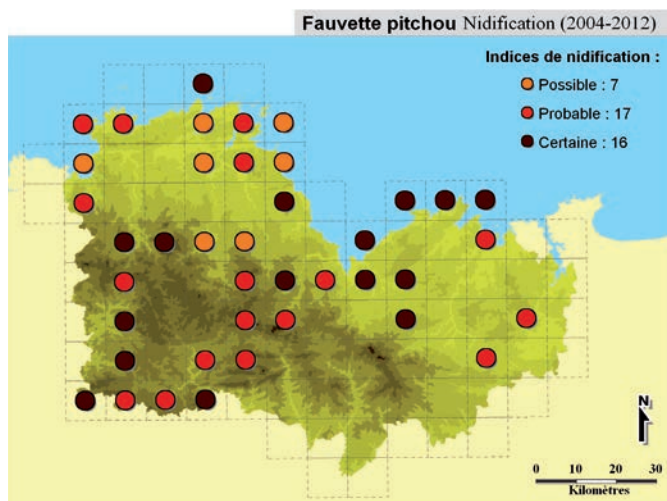 Fauvette pitchou Nidification (2004-2012)
Indices de nidification :
Possible : 7
Probable : 17
Certaine : 16
N
0 10 20 30
Kilomètres